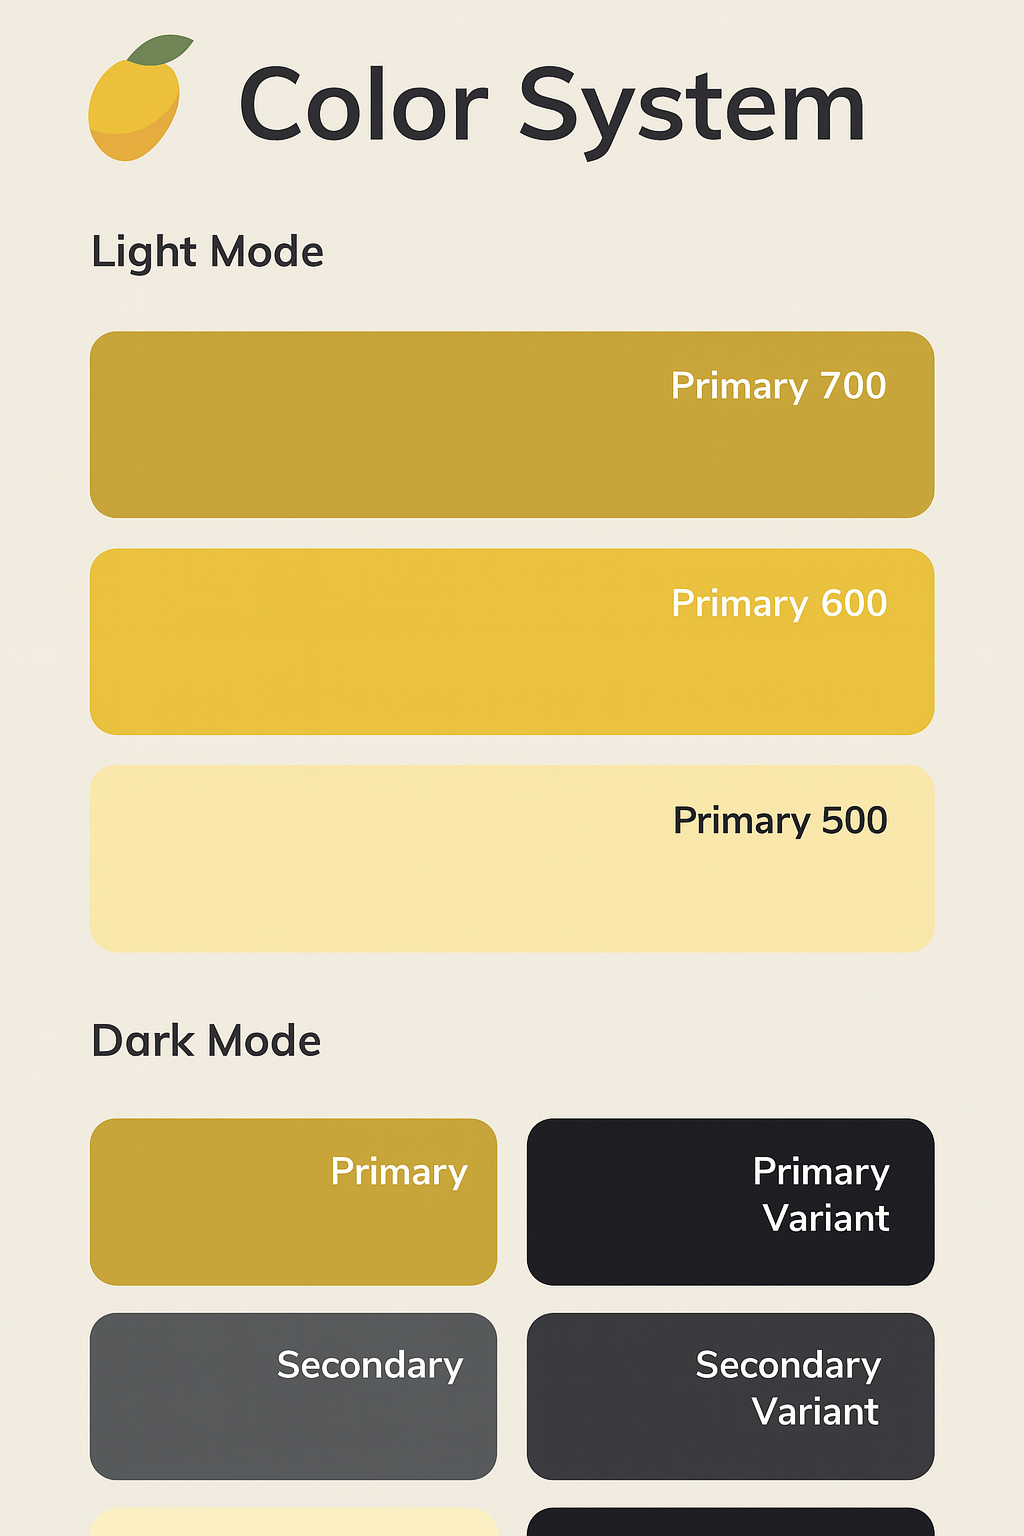 Color System
Light Mode
Primary 700
Primary 600
Primary 500
Dark Mode
Primary
Primary
Variant
Secondary
Secondary
Variant